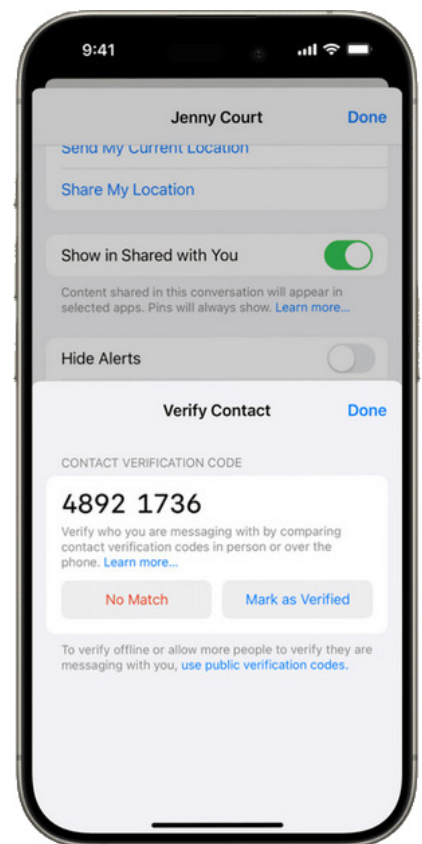 9:41
Jenny Court
Done
Send My Current Location
Share My Location
Show in Shared with You
Content shared in this conversation will appear in
selected apps. Pins will always show. Learn more...
Hide Alerts
Verify Contact
Done
CONTACT VERIFICATION CODE
4892 1736
Verify who you are messaging with by comparing
contact verification codes in person or over the
phone. Learn more...
No Match
Mark as Verified
To verify offline or allow more people to verify they are
messaging with you, use public verification codes.